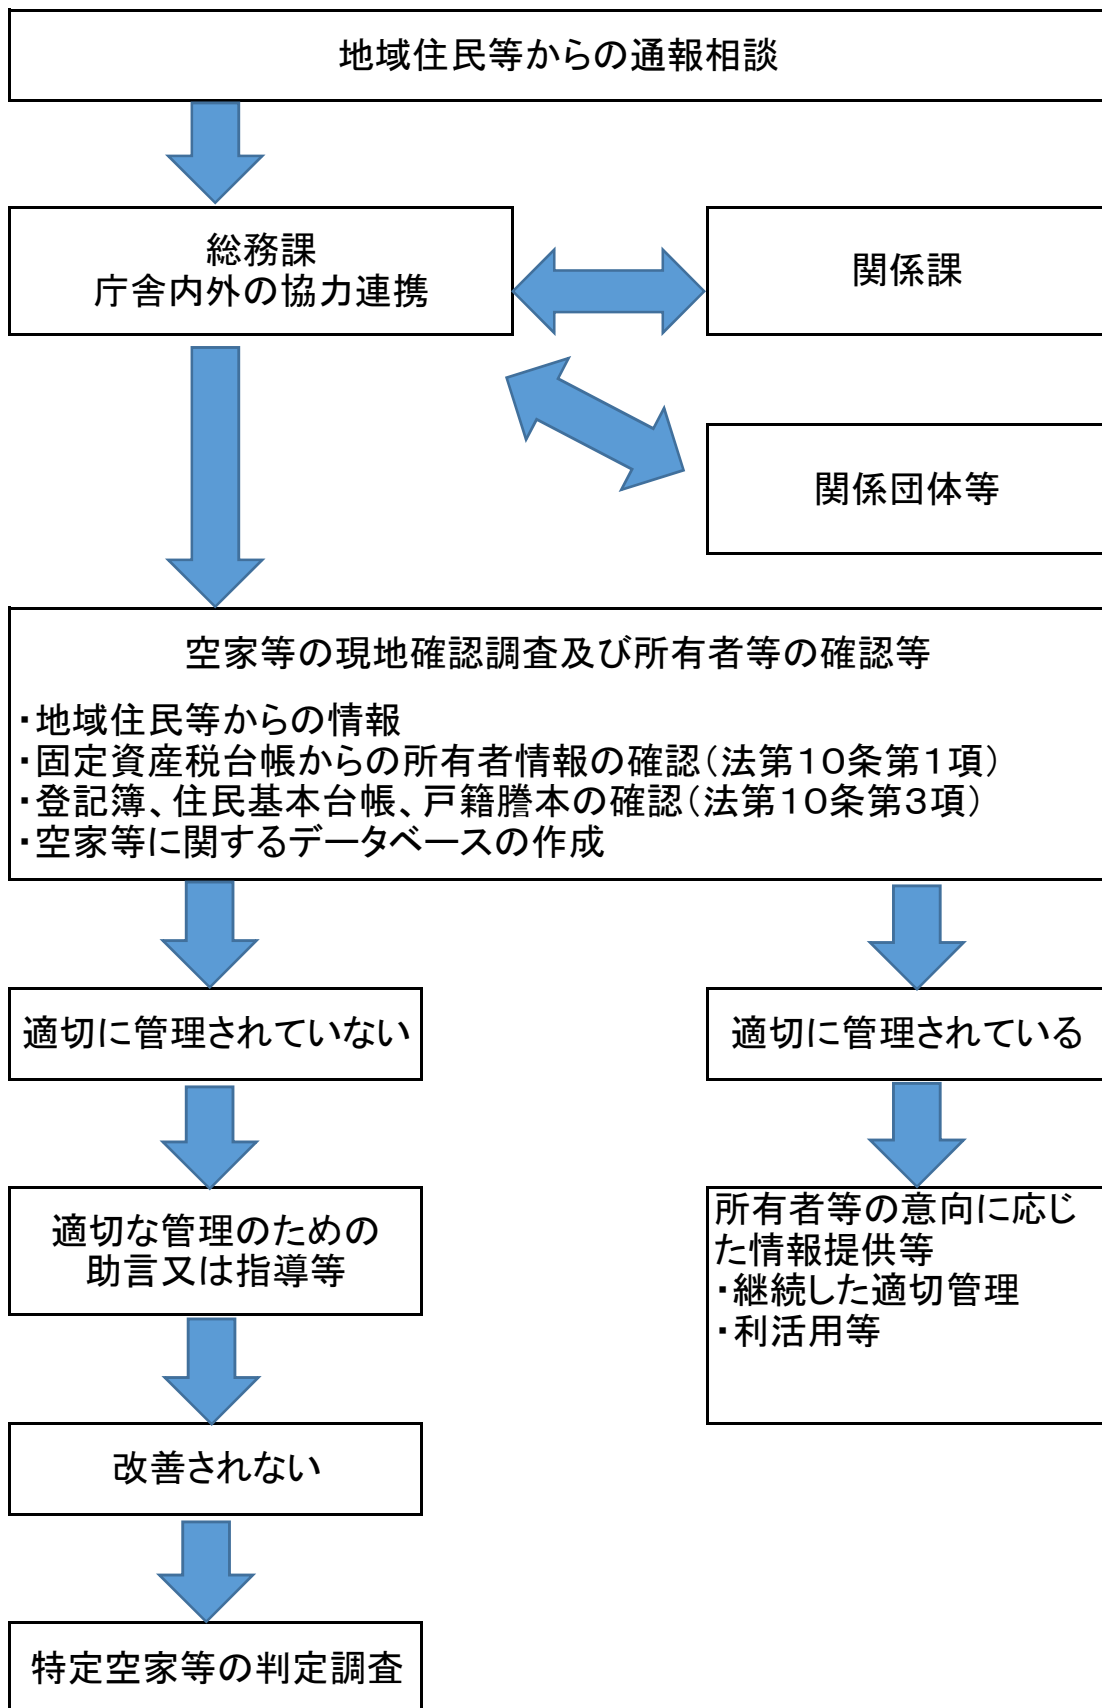 地域住民等からの通報相談
総務課
庁舎内外の協力連携
関係課
関係団体等
空家等の現地確認調査及び所有者等の確認等
・地域住民等からの情報
・固定資産税台帳からの所有者情報の確認（法第１０条第１項）
・登記簿、住民基本台帳、戸籍謄本の確認（法第１０条第３項）
・空家等に関するデータベースの作成
適切に管理されていない
適切に管理されている
適切な管理のための
助言又は指導等
所有者等の意向に応じ
た情報提供等
・継続した適切管理
・利活用等
改善されない
特定空家等の判定調査